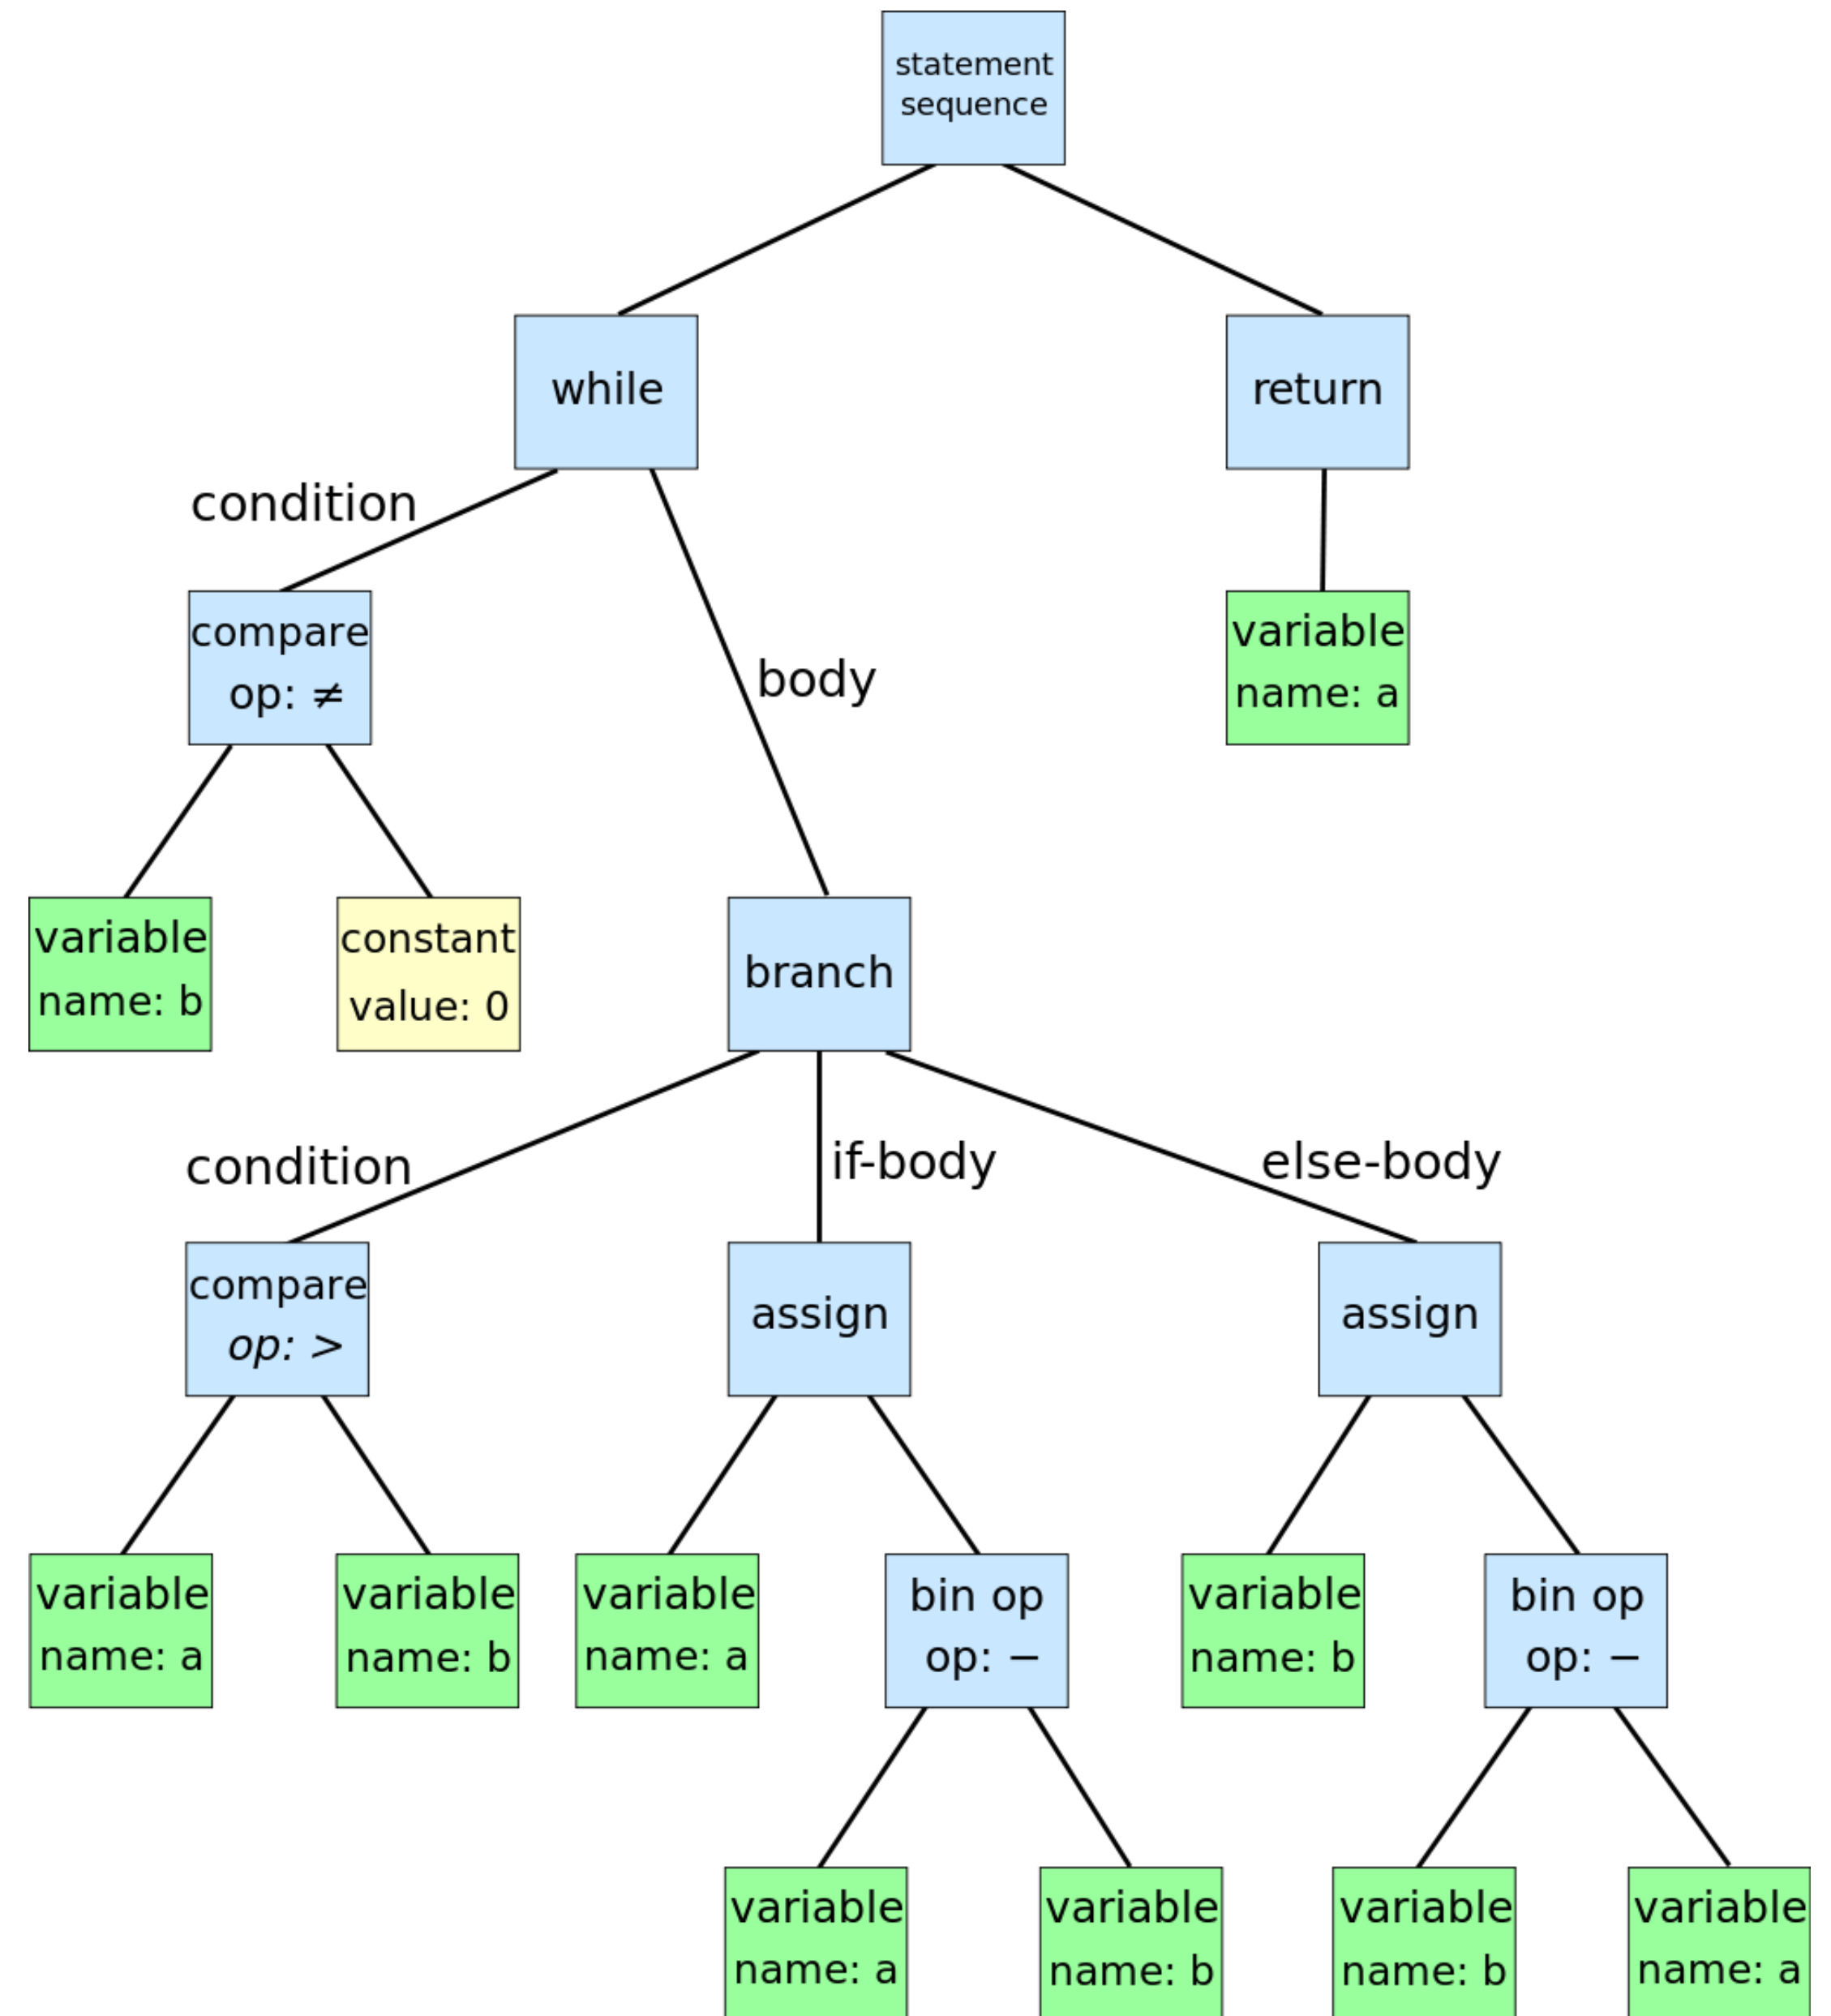 statement
sequence
while
return
condition
compare
op: ≠
body
variable
name: a
variable
name: b
constant
value: 0
branch
condition
if-body
else-body
compare
op: >
assign
assign
variable
name: a
variable
name: b
variable
name: a
bin op
op: −
variable
name: b
bin op
op: −
variable
name: a
variable
name: b
variable
name: b
variable
name: a